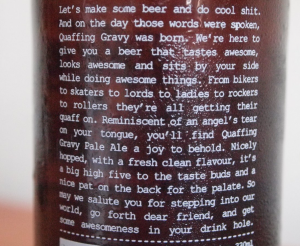 Let's make some beer and do cool shit.
And on the day those words were spoken,
Quaffing Gravy was born. We're here to
give you a beer that tastes awesome,
looks awesome and sits by your side
while doing awesome things. From bikers
to skaters to lords to ladies to rockers
to rollers they're all getting their
quaff on. Reminiscent of an angel's tear
on your tongue, you'll find Quaffing
Gravy Pale Ale a joy to behold. Nicely
hopped, with a fresh clean flavour, it's
a big high five to the taste buds and a
nice pat on the back for the palate. So
may we salute you for stepping into our
world, go forth dear friend, and get
some awesomeness in your drink hole.
330ml